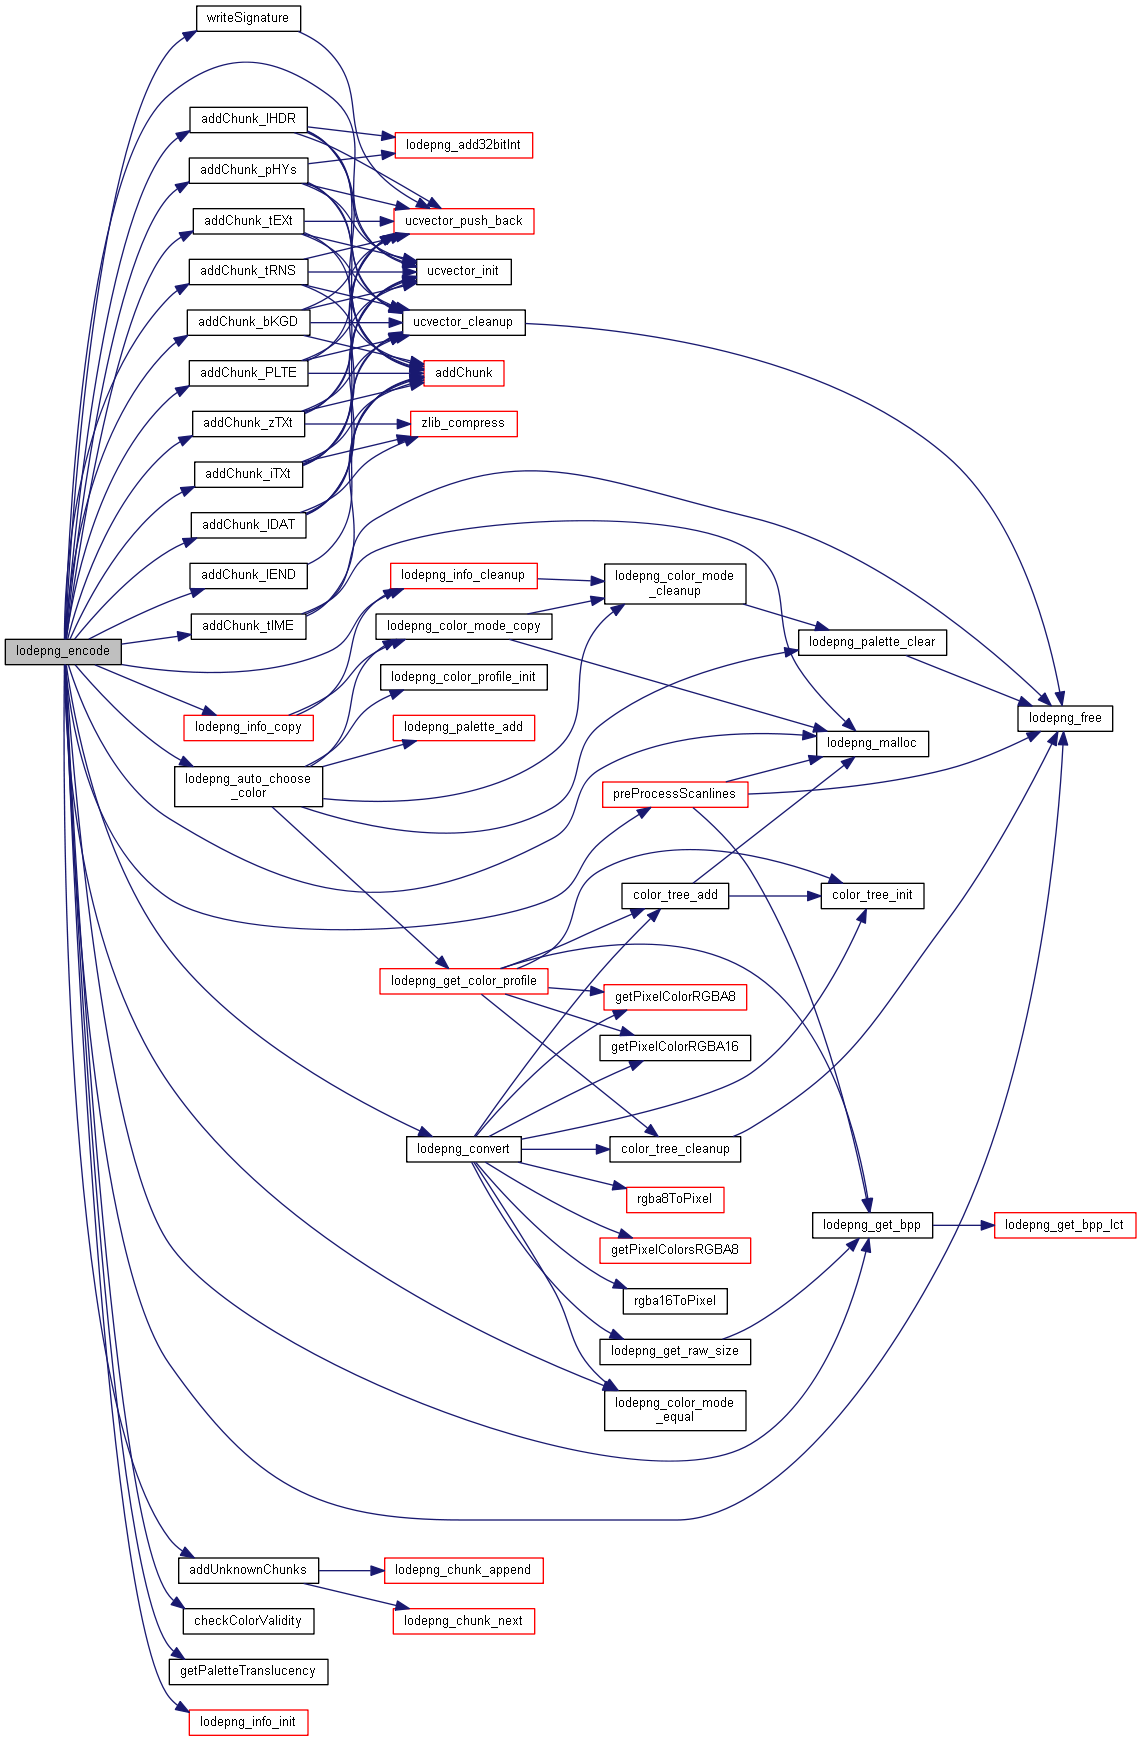 writeSignature
addChunk_IHDR
lodepng_add32bitInt
addChunk_pHYs
addChunk_tEXt
ucvector_push_back
addChunk_tRNS
ucvector_init
addChunk_bKGD
ucvector_cleanup
addChunk_PLTE
addChunk
addChunk_zTXt
zlib_compress
addChunk_iTXt
addChunk_IDAT
addChunk_IEND
lodepng_info_cleanup
lodepng_color_mode
_cleanup
addChunk_tIME
lodepng_color_mode_copy
lodepng_palette_clear
lodepng_encode
lodepng_color_profile_init
lodepng_info_copy
lodepng_palette_add
lodepng_free
lodepng_malloc
lodepng_auto_choose
_color
preProcessScanlines
color_tree_add
color_tree_init
lodepng_get_color_profile
getPixelColorRGBA8
getPixelColorRGBA16
lodepng_convert
color_tree_cleanup
rgba8ToPixel
lodepng_get_bpp
lodepng_get_bpp_lct
getPixelColorsRGBA8
rgba16ToPixel
lodepng_get_raw_size
lodepng_color_mode
_equal
addUnknownChunks
lodepng_chunk_append
checkColorValidity
lodepng_chunk_next
getPaletteTranslucency
lodepng_info_init